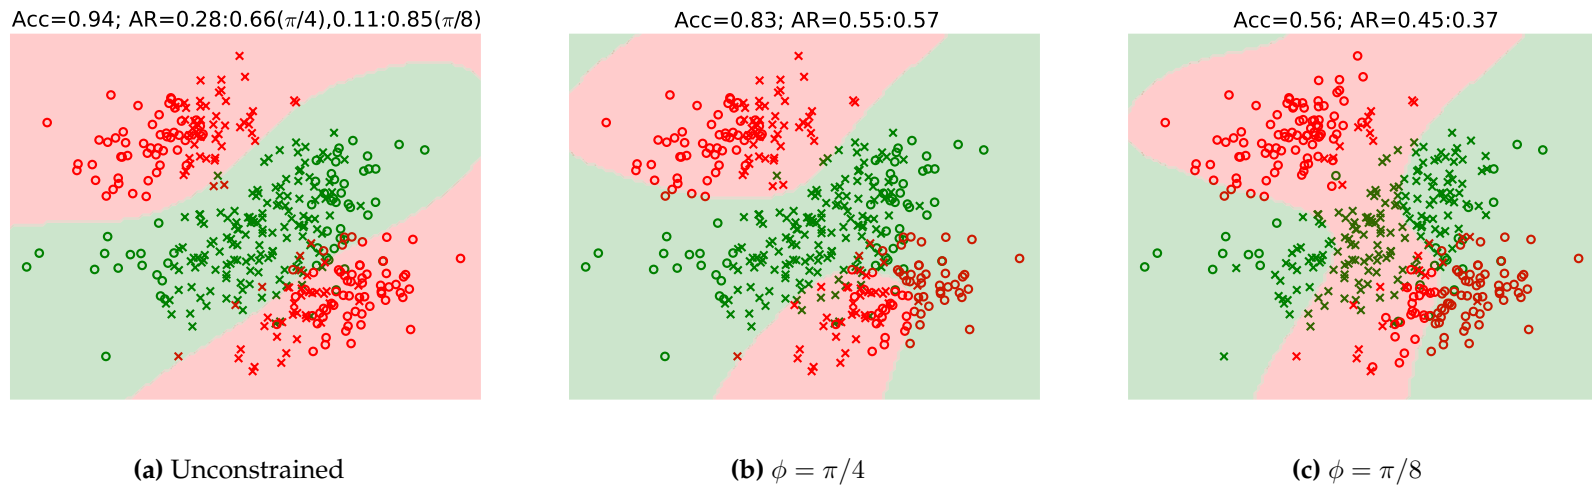 Acc=0.94; AR=0.28:0.66(π/4),0.11:0.85(π/8)
Acc=0.83; AR=0.55:0.57
Acc=0.56; AR=0.45:0.37
(a) Unconstrained
(b) ϕ = π/4
(c) ϕ = π/8